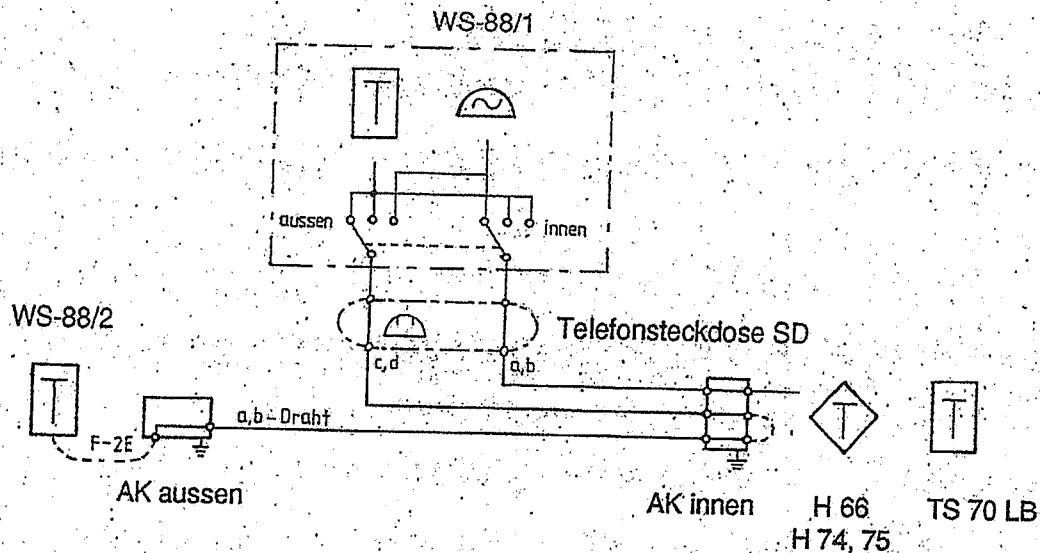 WS-88/1
T
aussen
innen
WS-88/2
Telefonsteckdose SD
c,d
a,b
T
a,b-Draht
T
T
F-2E
AK aussen
AK innen
H 66
TS 70 LB
H 74, 75